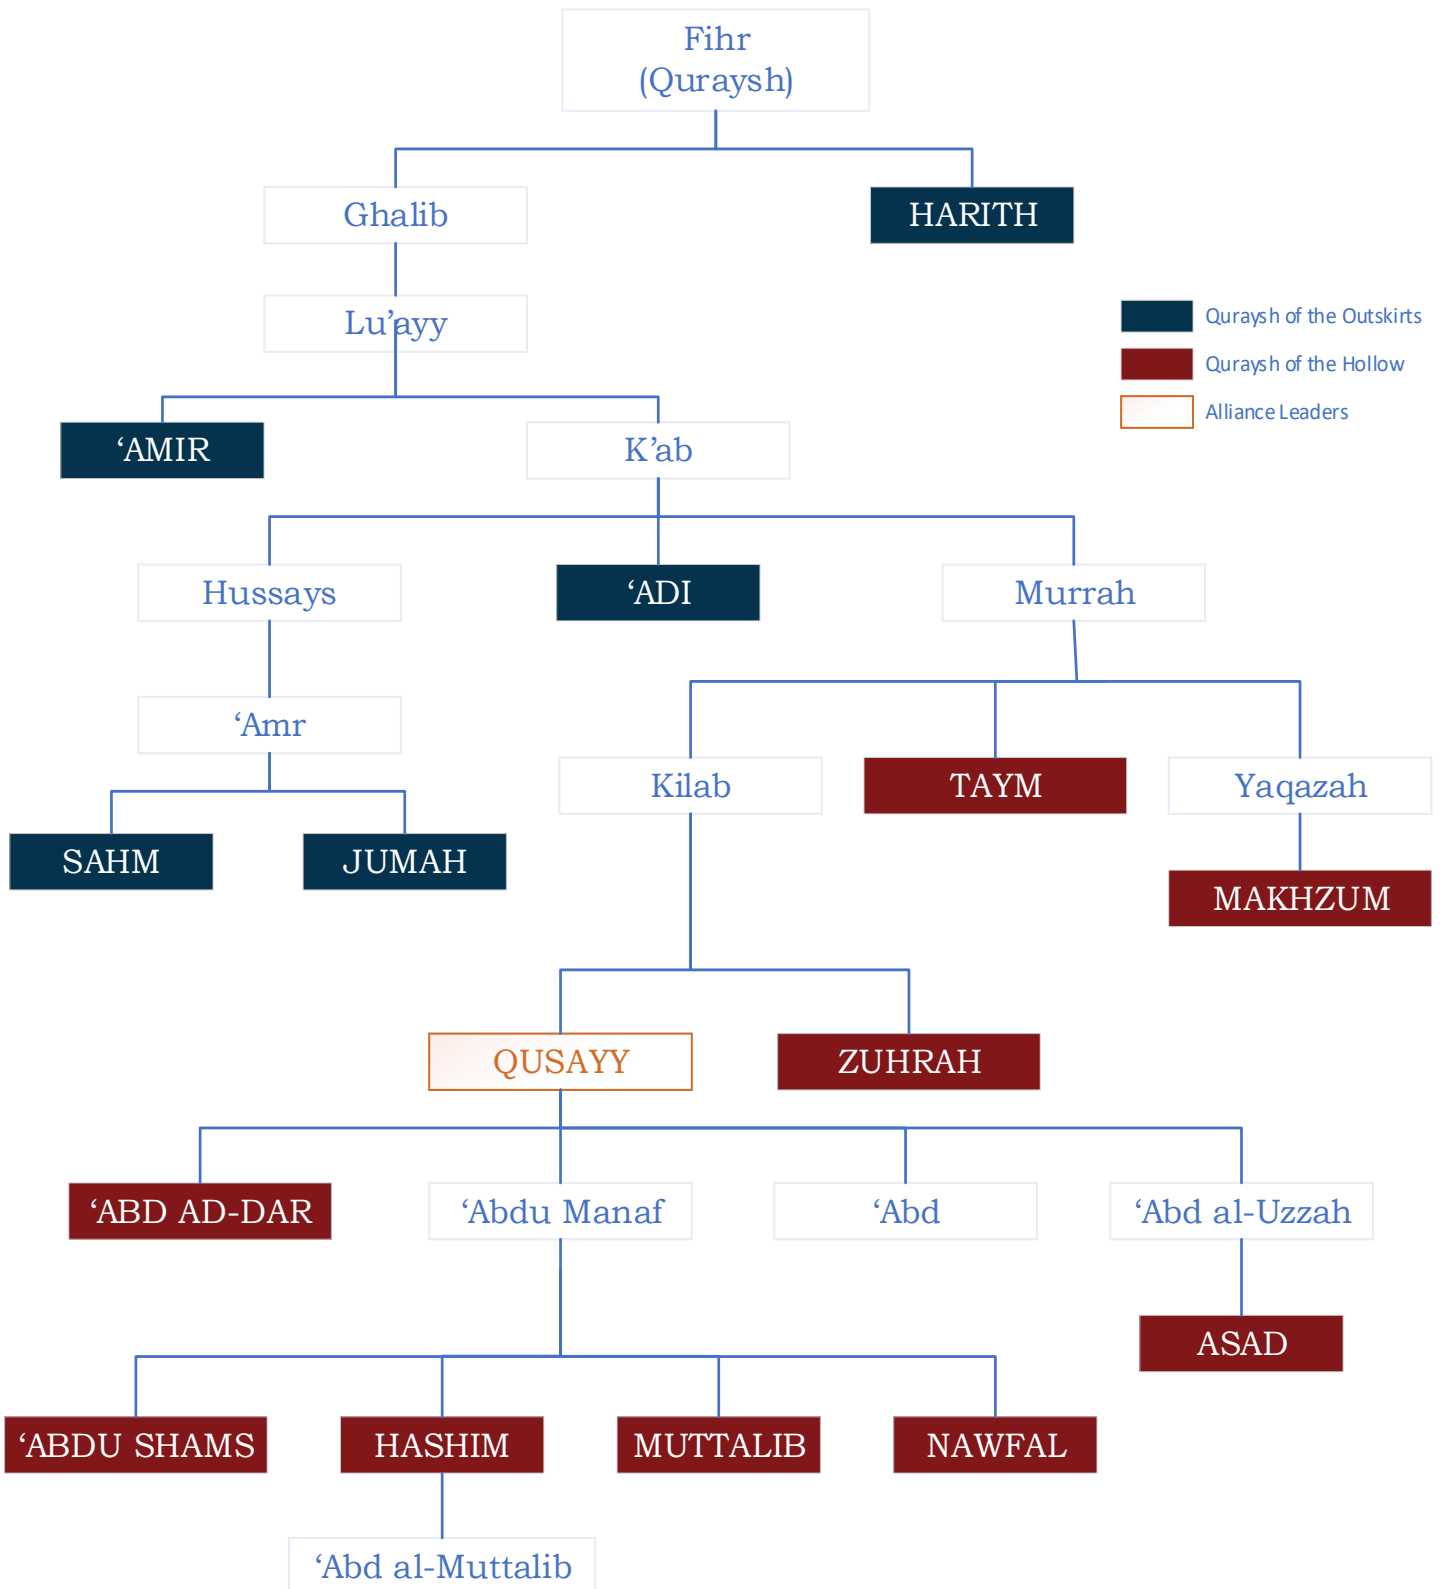 Fihr
(Quraysh)
Ghalib
HARITH
Lu’ayy
Quraysh of the Outskirts
Quraysh of the Hollow
Alliance Leaders
‘AMIR
K’ab
Hussays
‘ADI
Murrah
‘Amr
Kilab
TAYM
Yaqazah
SAHM
JUMAH
MAKHZUM
QUSAYY
ZUHRAH
‘ABD AD-DAR
‘Abdu Manaf
‘Abd
‘Abd al-Uzzah
ASAD
‘ABDU SHAMS
HASHIM
MUTTALIB
NAWFAL
‘Abd al-Muttalib